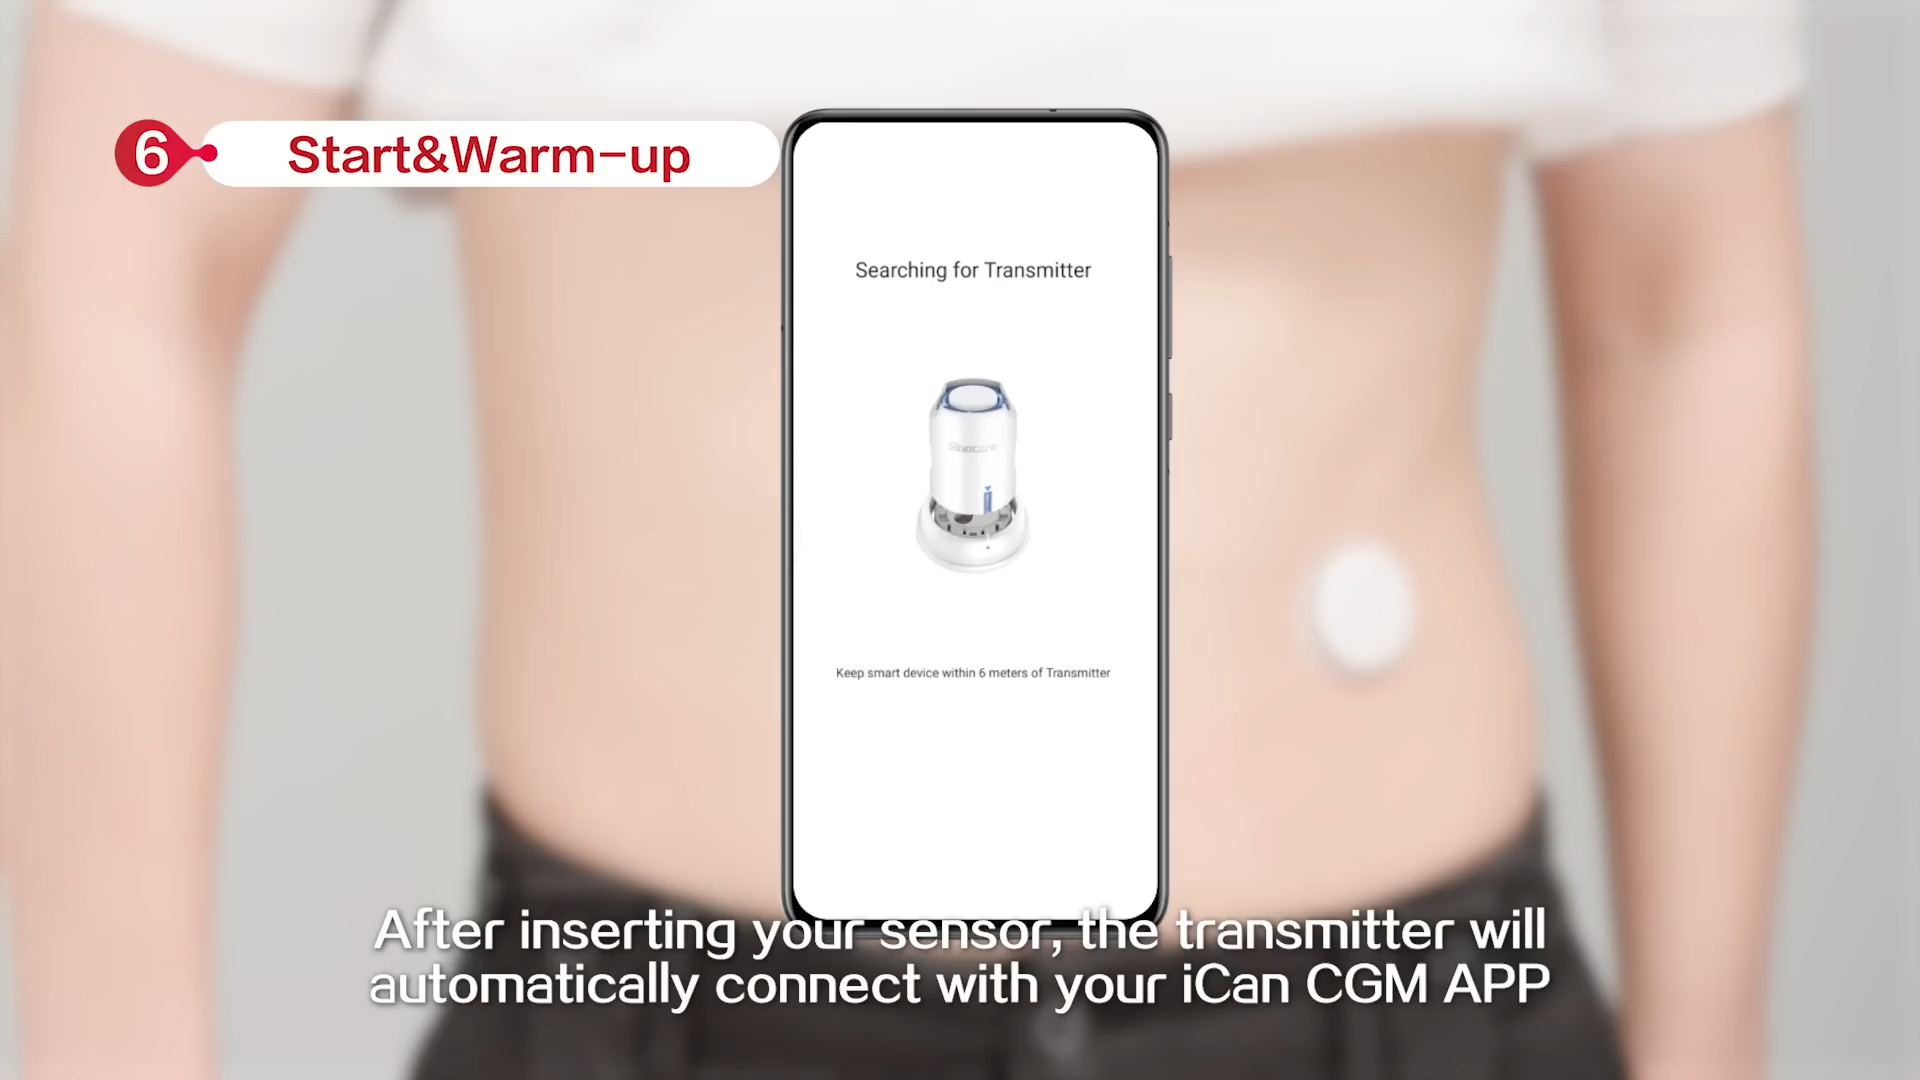 6
Start&Warm-up
Searching for Transmitter
Sinocare
Keep smart device within 6 meters of Transmitter
After inserting your sensor, the transmitter will
automatically connect with your iCan CGM APP